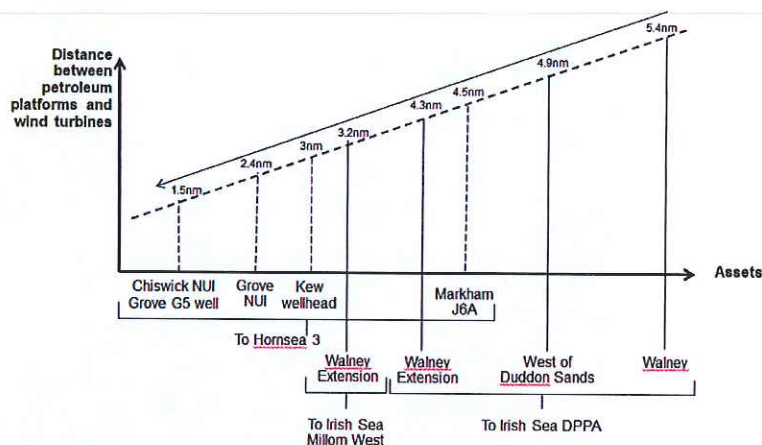 Distance
between
petroleum
platforms and
wind turbines
1.5nm
2.4nm
3nm
3.2nm
4.3nm
4.5nm
4.9nm
5.4nm
Assets
Chiswick NUI
Grove G5 well
Grove
NUI
Kew
wellhead
Markham
J6A
To Hornsea 3
Walney
Extension
Walney
Extension
West of
Duddon Sands
Walney
To Irish Sea
Millom West
To Irish Sea DPPA